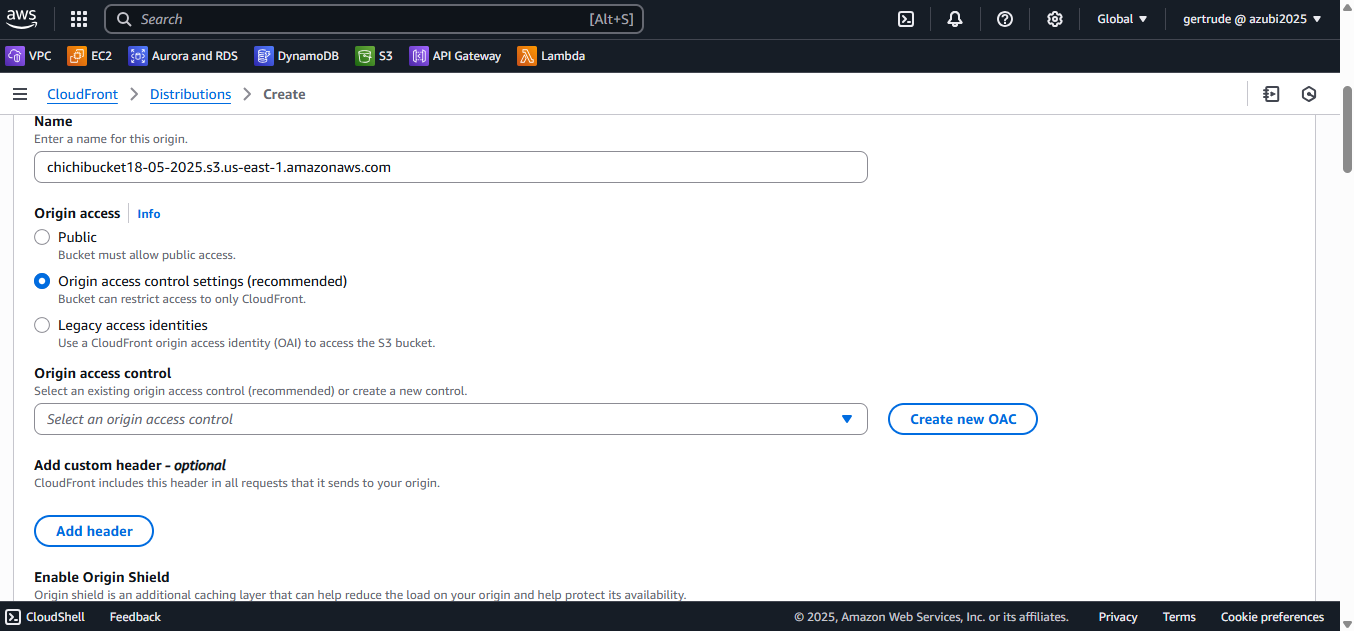 aws Search [Alt+S] Global ▼ gertrude @ azubi2025 ▼
VPC EC2 Aurora and RDS DynamoDB S3 API Gateway Lambda
CloudFront > Distributions > Create
Name
Enter a name for this origin.
chichibucket18-05-2025.s3.us-east-1.amazonaws.com
Origin access Info
Public
Bucket must allow public access.
Origin access control settings (recommended)
Bucket can restrict access to only CloudFront.
Legacy access identities
Use a CloudFront origin access identity (OAI) to access the S3 bucket.
Origin access control
Select an existing origin access control (recommended) or create a new control.
Select an origin access control Create new OAC
Add custom header - optional
CloudFront includes this header in all requests that it sends to your origin.
Add header
Enable Origin Shield
Origin shield is an additional caching layer that can help reduce the load on your origin and help protect its availability.
CloudShell Feedback © 2025, Amazon Web Services, Inc. or its affiliates. Privacy Terms Cookie preferences